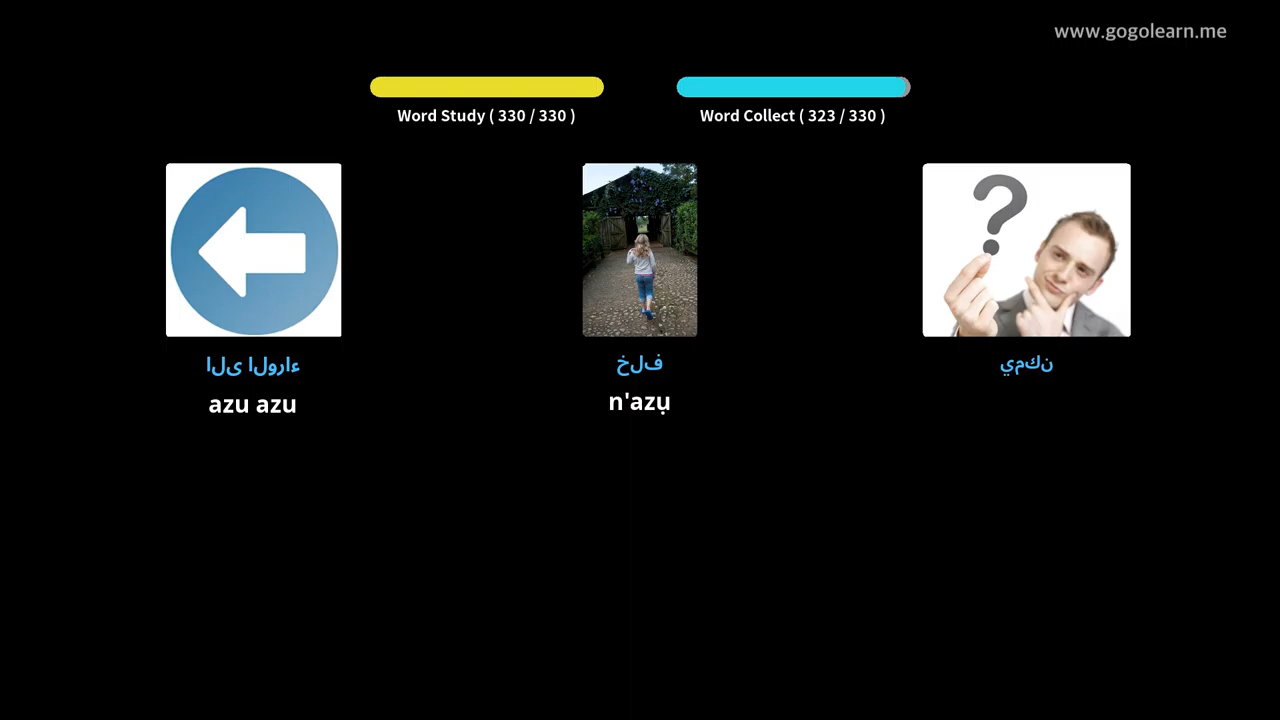 www.gogolearn.me
Word Study ( 330 / 330 )
Word Collect ( 323 / 330 )
الى الوراء
خلف
يمكن
azu azu
n'azụ